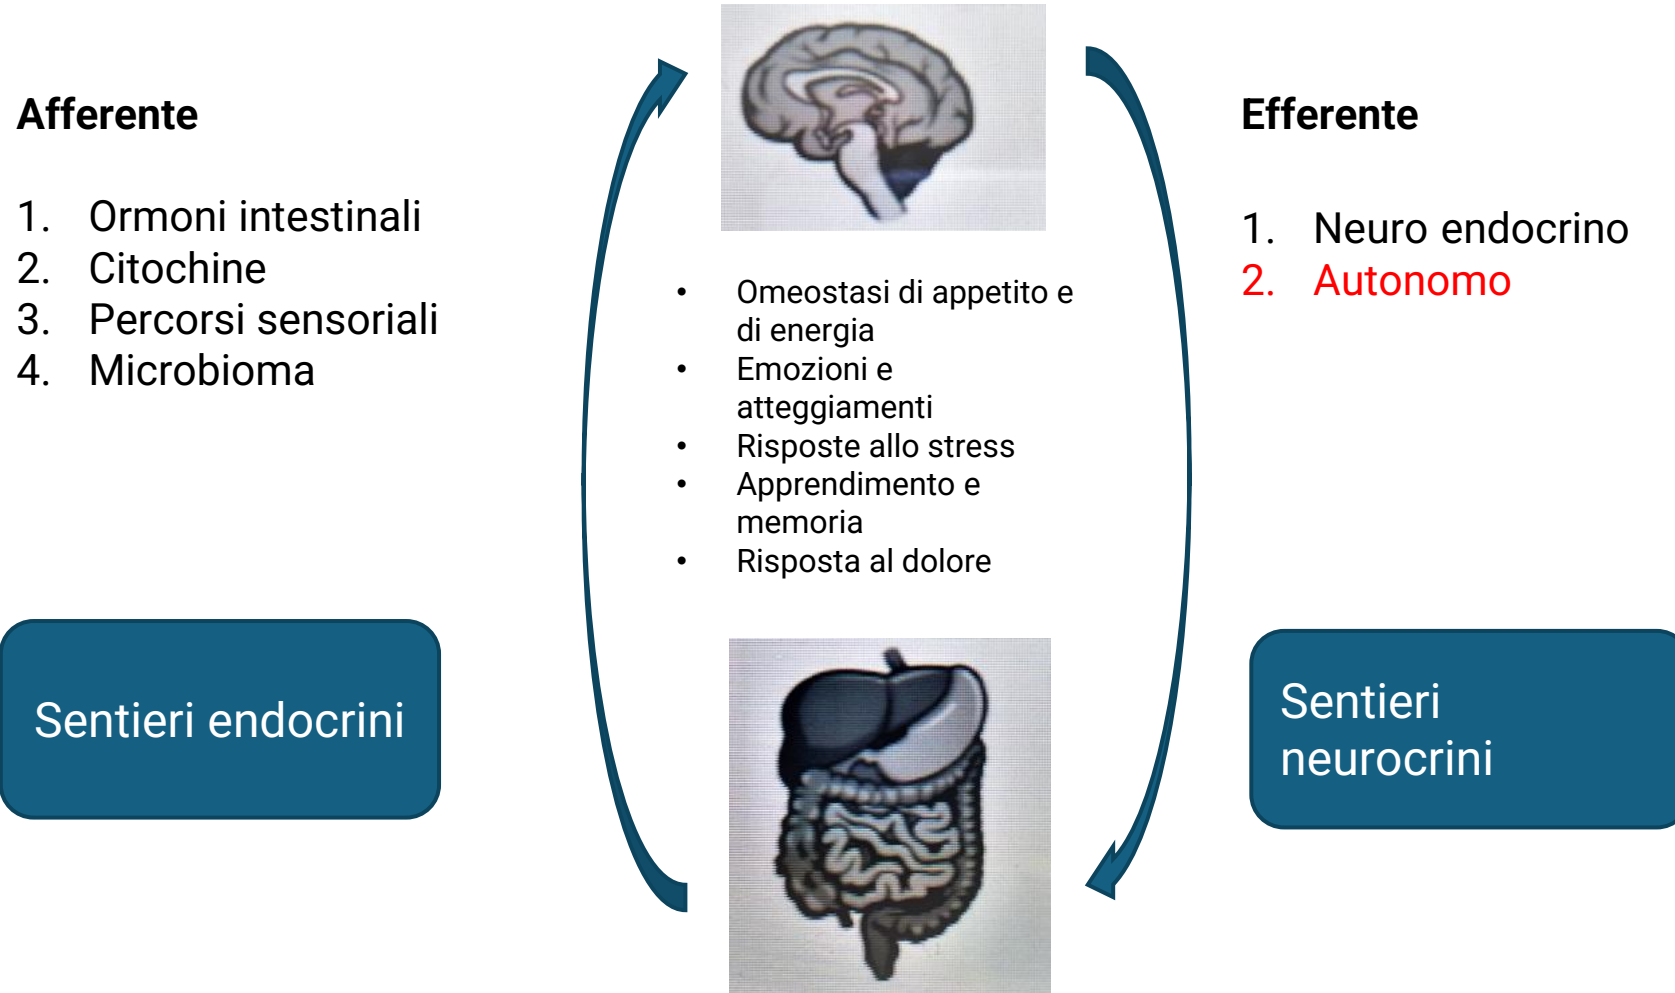 Afferente
1. Ormoni intestinali
2. Citochine
3. Percorsi sensoriali
4. Microbioma
• Omeostasi di appetito e
di energia
• Emozioni e
atteggiamenti
• Risposte allo stress
• Apprendimento e
memoria
• Risposta al dolore
Efferente
1. Neuro endocrino
2. Autonomo
Sentieri endocrini
Sentieri
neurocrini